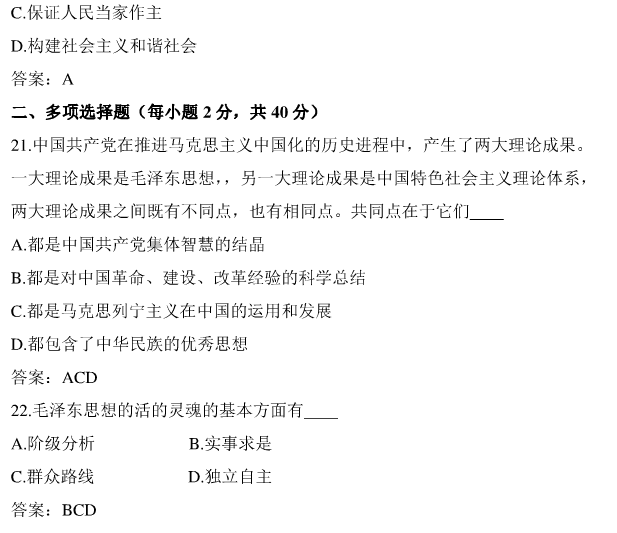 C.保证人民当家作主
D.构建社会主义和谐社会
答案：A
二、多项选择题（每小题 2 分，共 40 分）
21.中国共产党在推进马克思主义中国化的历史进程中，产生了两大理论成果。
一大理论成果是毛泽东思想，，另一大理论成果是中国特色社会主义理论体系，
两大理论成果之间既有不同点，也有相同点。共同点在于它们____
A.都是中国共产党集体智慧的结晶
B.都是对中国革命、建设、改革经验的科学总结
C.都是马克思列宁主义在中国的运用和发展
D.都包含了中华民族的优秀思想
答案：ACD
22.毛泽东思想的活的灵魂的基本方面有____
A.阶级分析 B.实事求是
C.群众路线 D.独立自主
答案：BCD